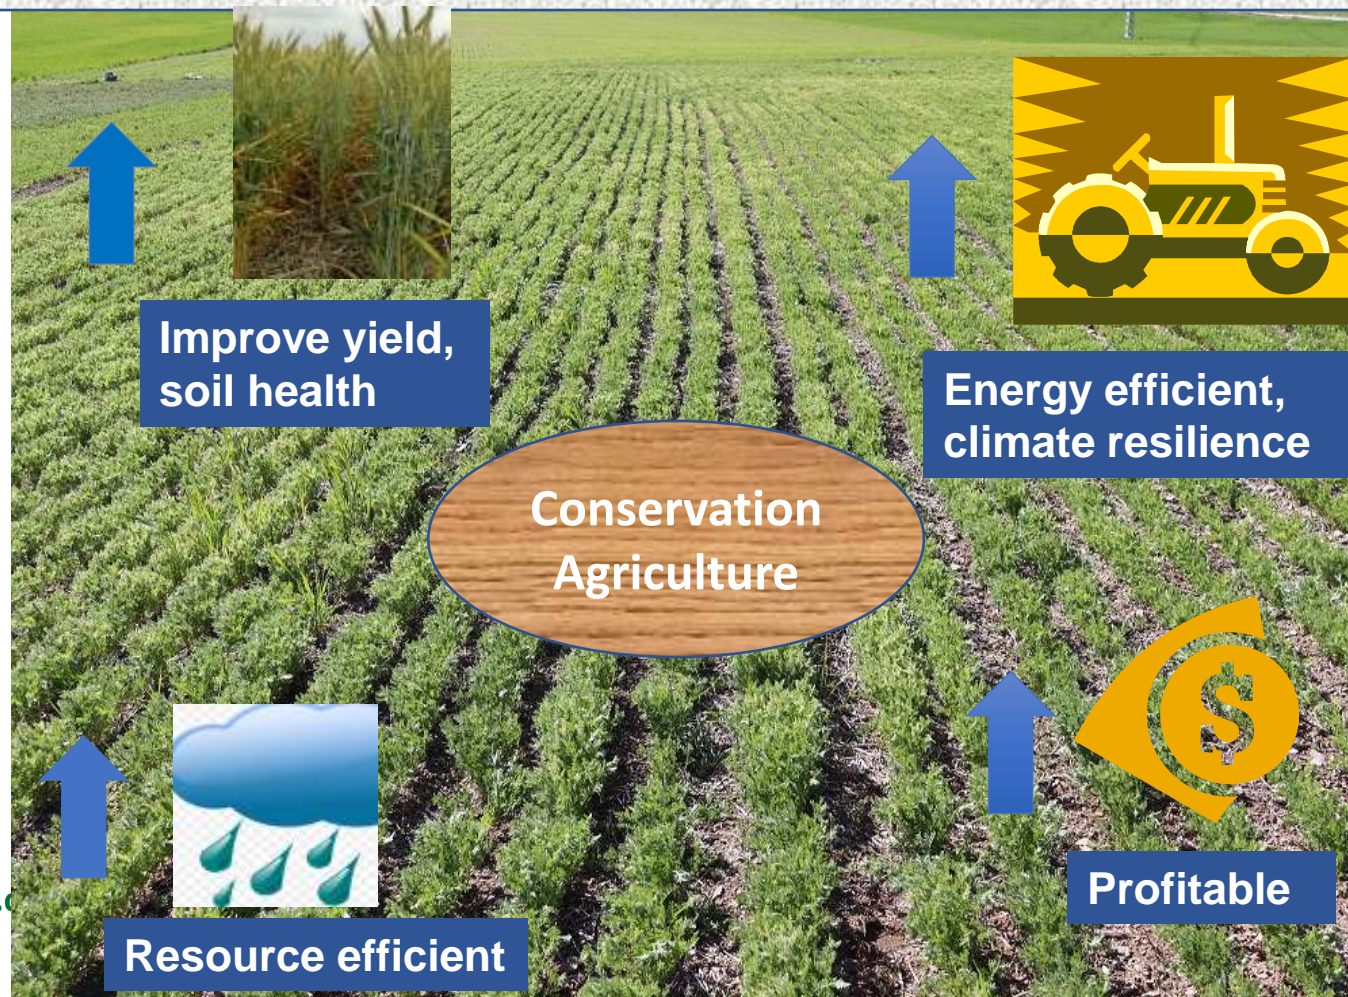 Improve yield,
soil health
Energy efficient,
climate resilience
Conservation
Agriculture
$
Profitable
Resource efficient